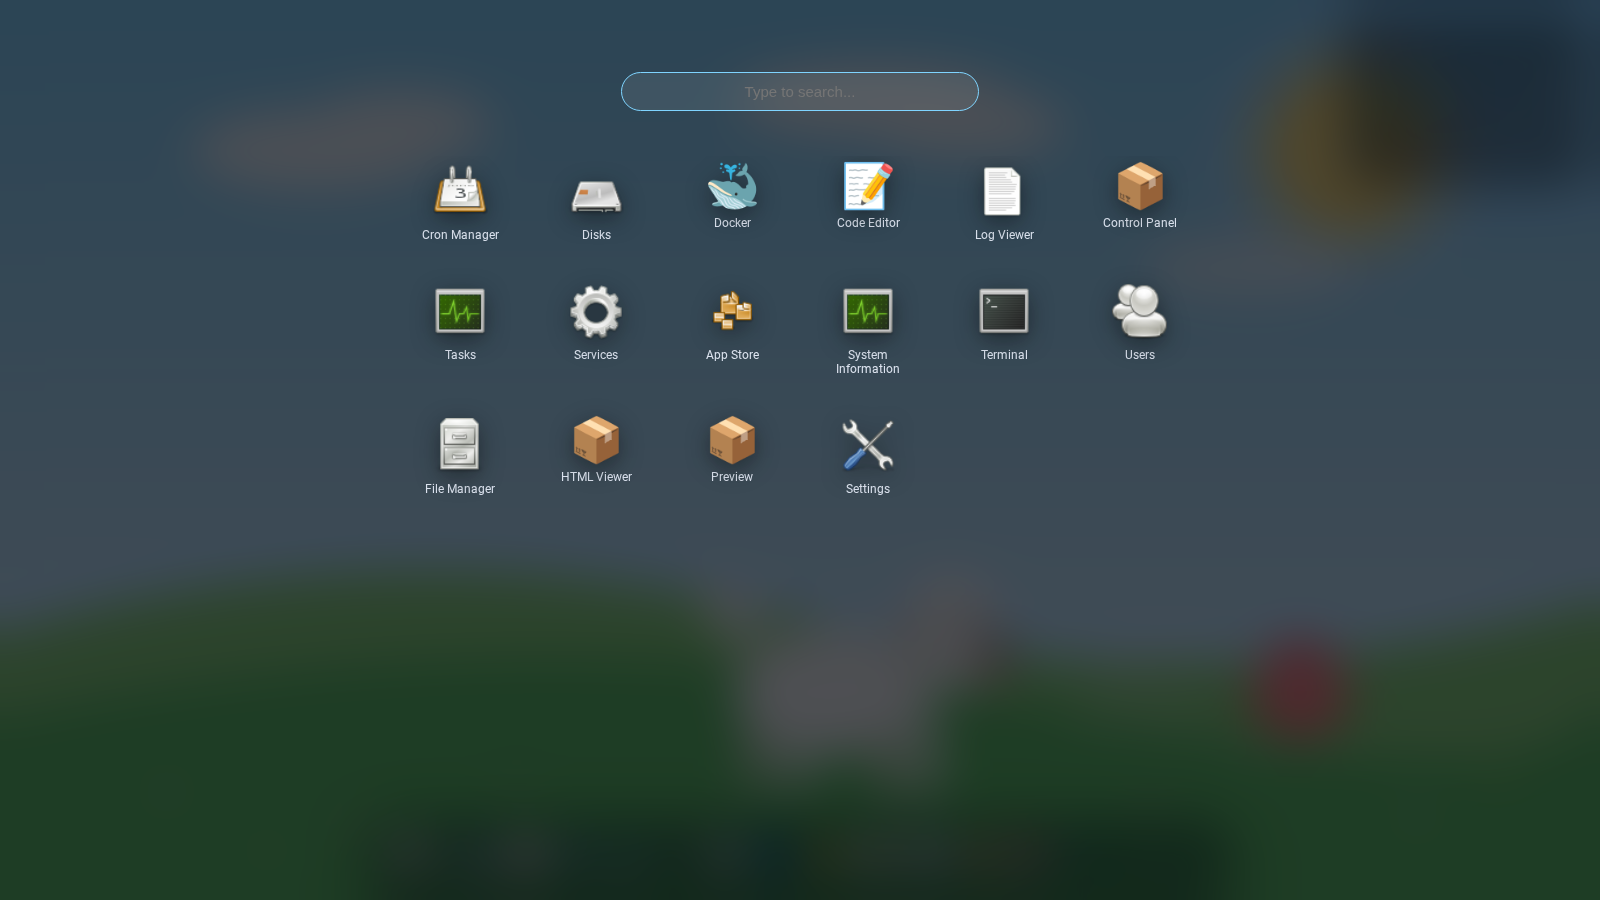 Type to search...
Cron Manager
Disks
Docker
Code Editor
Log Viewer
Control Panel
Tasks
Services
App Store
System
Information
Terminal
Users
File Manager
HTML Viewer
Preview
Settings